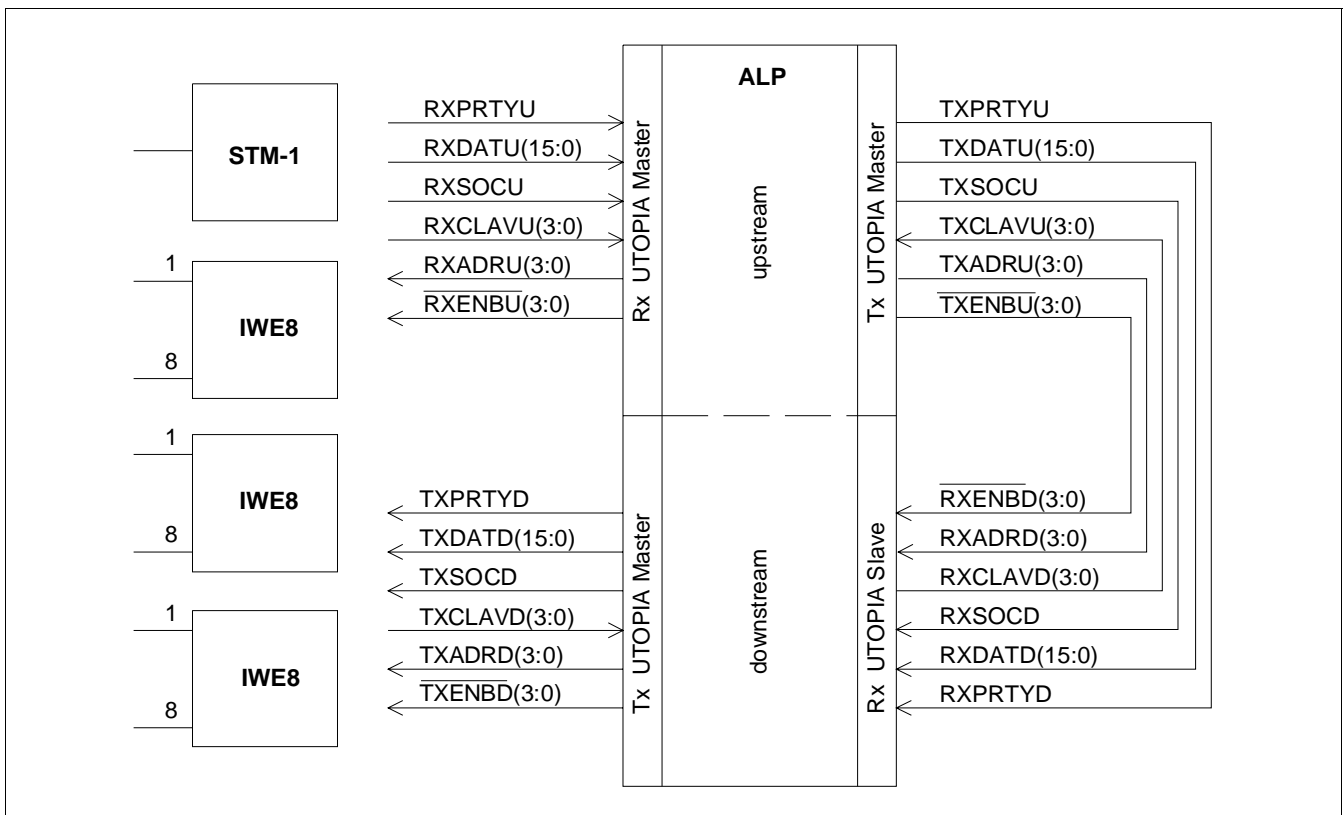 STM-1
1
IWE8
8
1
IWE8
8
1
IWE8
8
RXPRTYU
RXDATU(15:0)
RXSOCU
RXCLAVU(3:0)
RXADRU(3:0)
RXENBU(3:0)
TXPRTYD
TXDATD(15:0)
TXSOCD
TXCLAVD(3:0)
TXADRD(3:0)
TXENBD(3:0)
ALP
Rx UTOPIA Master
upstream
Tx UTOPIA Master
Tx UTOPIA Master
downstream
Rx UTOPIA Slave
TXPRTYU
TXDATU(15:0)
TXSOCU
TXCLAVU(3:0)
TXADRU(3:0)
TXENBU(3:0)
RXENBD(3:0)
RXADRD(3:0)
RXCLAVD(3:0)
RXSOCD
RXDATD(15:0)
RXPRTYD